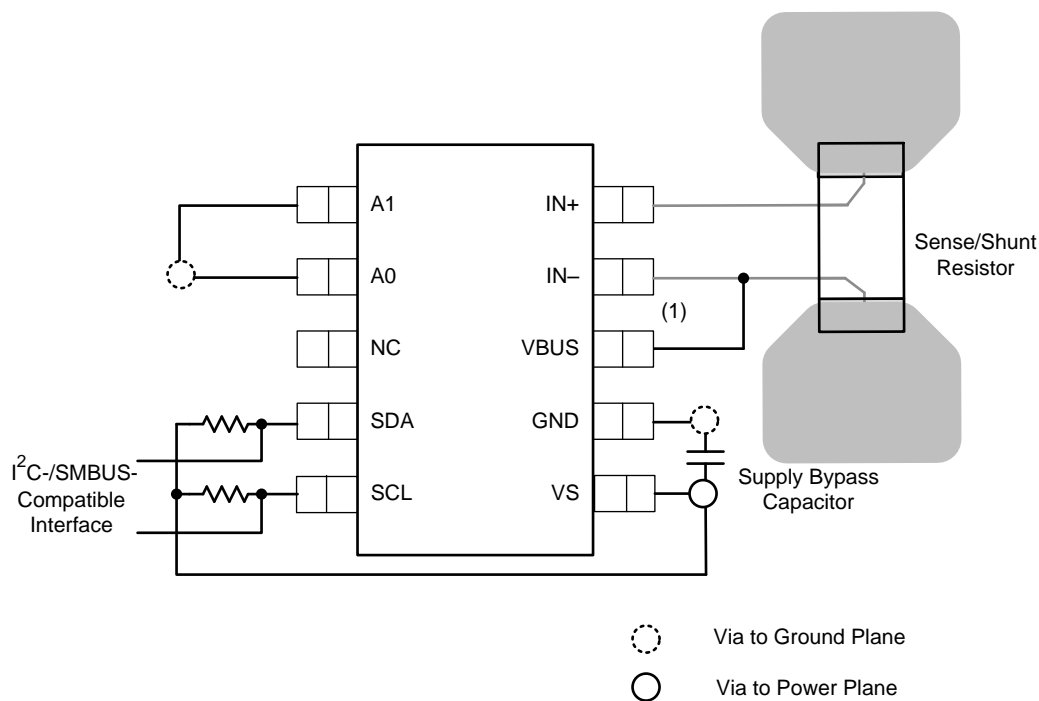 A1
IN+
A0
IN–
Sense/Shunt
Resistor
(1)
NC
VBUS
SDA
GND
I²C-/SMBUS-
Compatible
Interface
SCL
VS
Supply Bypass
Capacitor
Via to Ground Plane
Via to Power Plane